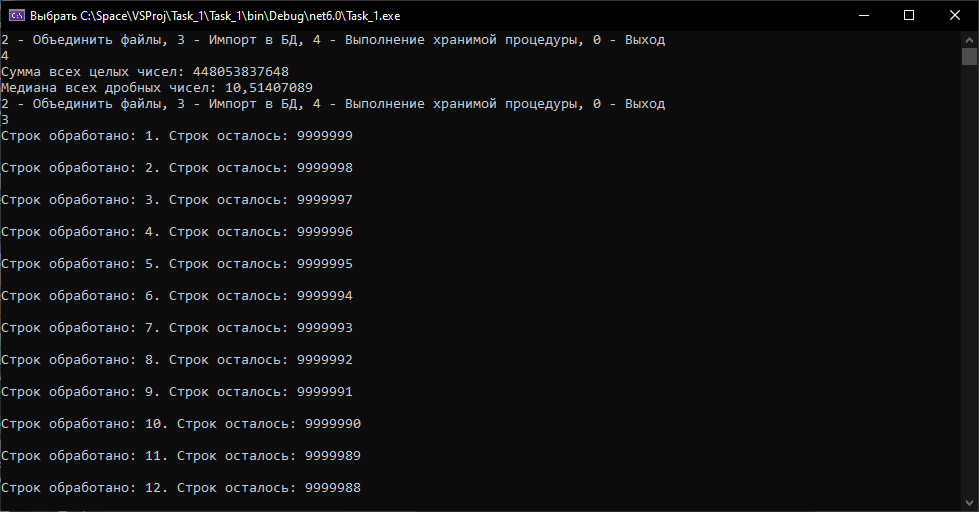 Выбрать C:\Space\VSProj\Task_1\Task_1\bin\Debug\net6.0\Task_1.exe
2 - Объединить файлы, 3 - Импорт в БД, 4 - Выполнение хранимой процедуры, 0 - Выход
4
Сумма всех целых чисел: 448053837648
Медиана всех дробных чисел: 10,51407089
2 - Объединить файлы, 3 - Импорт в БД, 4 - Выполнение хранимой процедуры, 0 - Выход
3
Строк обработано: 1. Строк осталось: 9999999
Строк обработано: 2. Строк осталось: 9999998
Строк обработано: 3. Строк осталось: 9999997
Строк обработано: 4. Строк осталось: 9999996
Строк обработано: 5. Строк осталось: 9999995
Строк обработано: 6. Строк осталось: 9999994
Строк обработано: 7. Строк осталось: 9999993
Строк обработано: 8. Строк осталось: 9999992
Строк обработано: 9. Строк осталось: 9999991
Строк обработано: 10. Строк осталось: 9999990
Строк обработано: 11. Строк осталось: 9999989
Строк обработано: 12. Строк осталось: 9999988